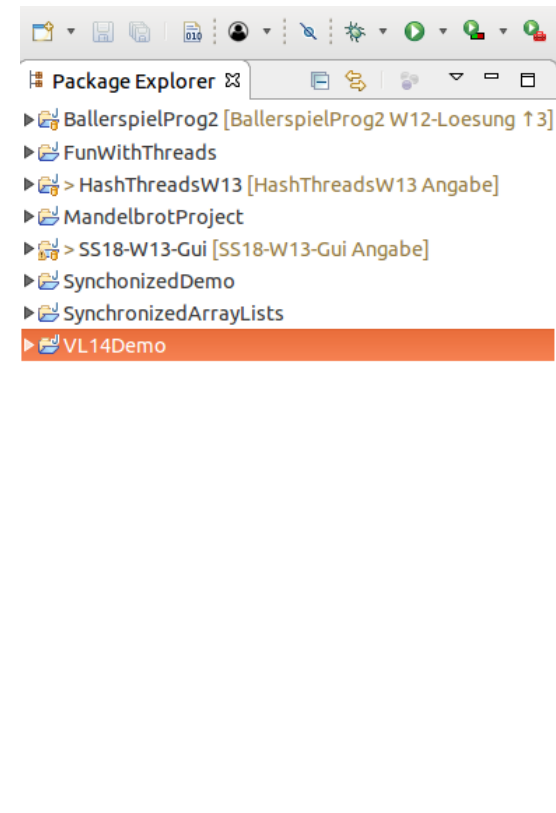 010
Package Explorer
BallerspielProg2 [BallerspielProg2 W12-Loesung ↑3]
FunWithThreads
> HashThreadsW13 [HashThreadsW13 Angabe]
MandelbrotProject
> SS18-W13-Gui [SS18-W13-Gui Angabe]
SynchonizedDemo
SynchronizedArrayLists
VL14Demo